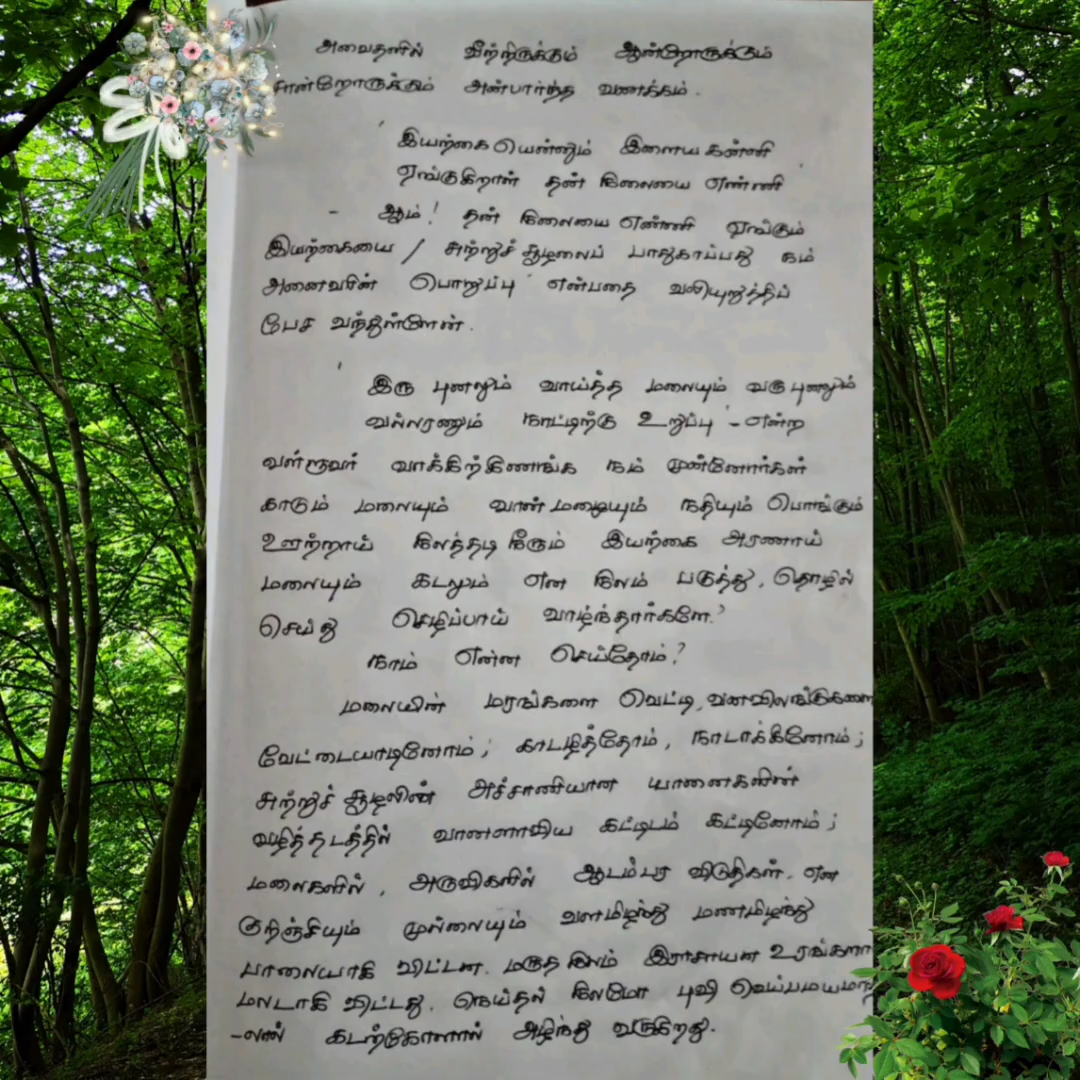 அவைதனில் வீற்றிருக்கும் ஆன்றோருக்கும்
சான்றோருக்கும் அன்பார்ந்த வணக்கம்.
'இயற்கை யென்னும் இளைய கன்னி
ஏங்குகிறாள் தன் நிலையை எண்ணி
- ஆம்! தன் நிலையை எண்ணி ஏங்கும்
இயற்கையை / சுற்றுச் சூழலைப் பாதுகாப்பது நம்
அனைவரின் பொறுப்பு என்பதை வலியுறுத்திப்
பேச வந்துள்ளேன்.
'இரு புனலும் வாய்த்த மலையும் வரு புனலும்
வல்லரணும் நாட்டிற்கு உறுப்பு' - என்ற
வள்ளுவர் வாக்கிற்கிணங்க நம் முன்னோர்கள்
காடும் மலையும் வான் மழையும் நதியும் பொங்கும்
ஊற்றாய் நிலத்தடி நீரும் இயற்கை அரணாய்
மலையும் கடலும் என நிலம் பகுத்து, தொழில்
செய்து செழிப்பாய் வாழ்ந்தார்களே?
நாம் என்ன செய்தோம்?
மலையின் மரங்களை வெட்டி, வனவிலங்குகளை
வேட்டையாடினோம்; காடழித்தோம், நாடாக்கினோம்;
சுற்றுச் சூழலின் அச்சாணியான யானைகளின்
வழித்தடத்தில் வானளாவிய கட்டிடம் கட்டினோம்;
மலைகளில், அருவிகளில் ஆடம்பர விடுதிகள். என
குறிஞ்சியும் முல்லையும் வளமிழந்து மணமிழந்து
பாலையாகி விட்டன. மருத நிலம் இராசாயன உரங்களா
மலடாகி விட்டது. நெய்தல் நிலமோ புவி வெப்பமயமா
-லின் கடற்கோளால் அழிந்து வருகிறது.